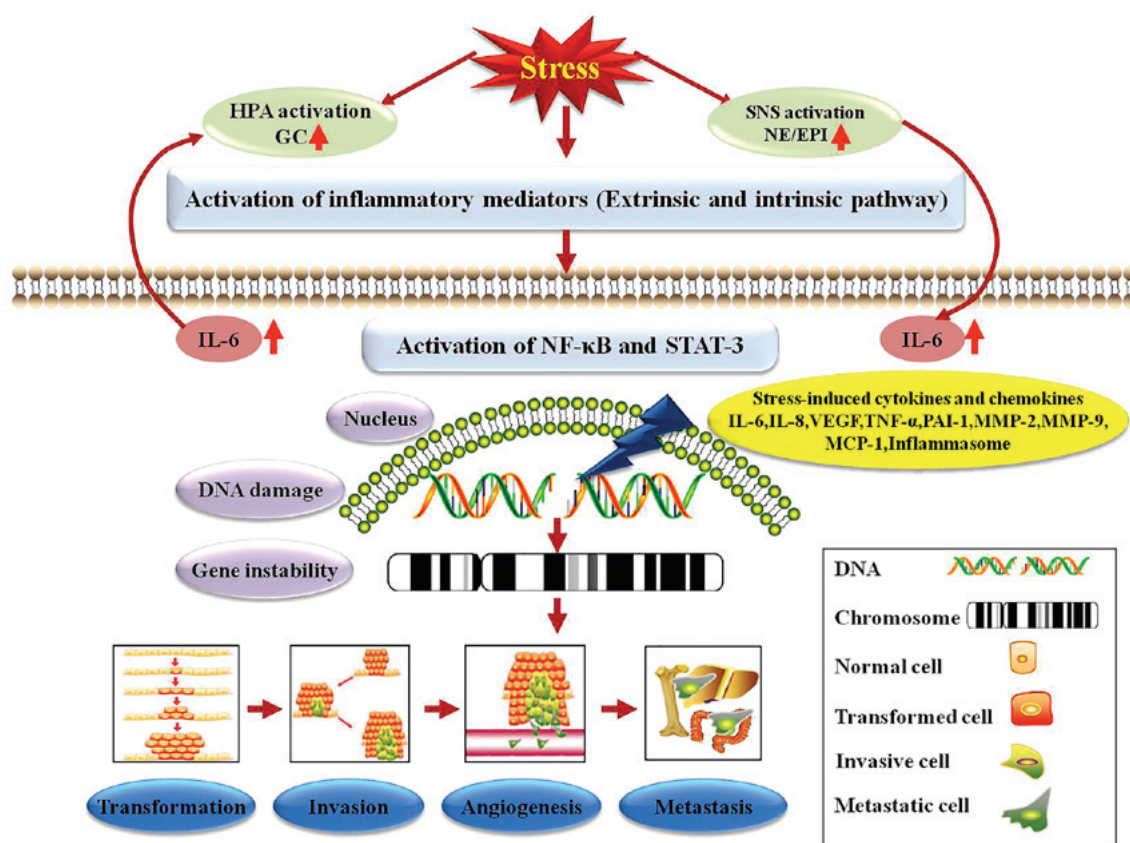 Stress
HPA activation
GC
SNS activation
NE/EPI
Activation of inflammatory mediators (Extrinsic and intrinsic pathway)
IL-6
IL-6
Activation of NF-κB and STAT-3
Stress-induced cytokines and chemokines
IL-6,IL-8,VEGF,TNF-α,PAI-1,MMP-2,MMP-9,
MCP-1,Inflammasome
Nucleus
DNA damage
Gene instability
DNA
Chromosome
Normal cell
Transformed cell
Invasive cell
Metastatic cell
Transformation
Invasion
Angiogenesis
Metastasis